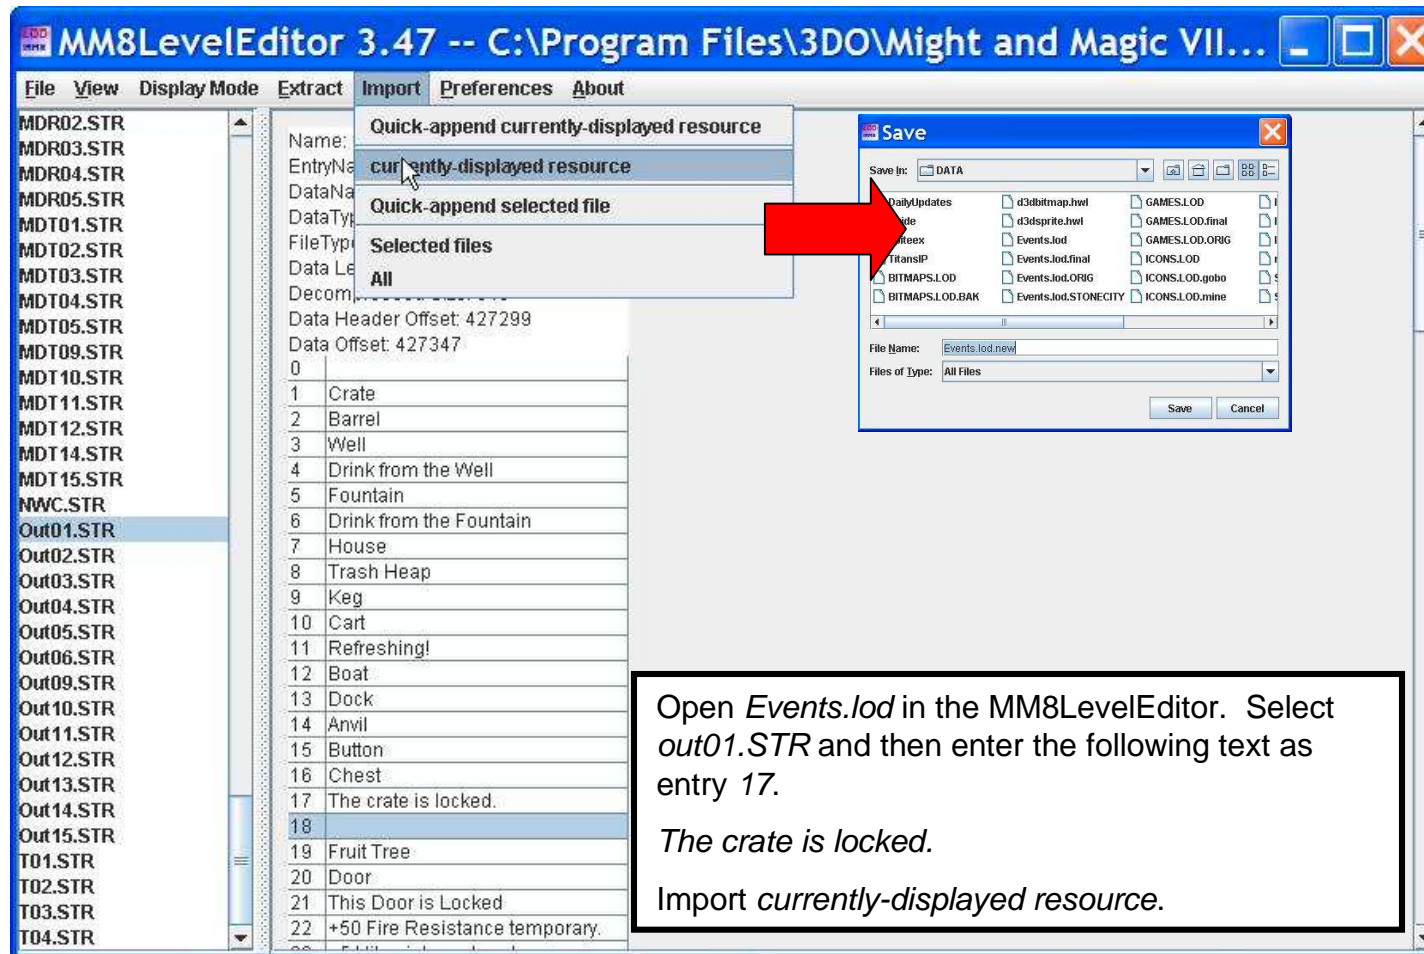 MM8LevelEditor 3.47 -- C:\Program Files\3DO\Might and Magic VII...
File View Display Mode Extract Import Preferences About
MDR02.STR
MDR03.STR
MDR04.STR
MDR05.STR
MDT01.STR
MDT02.STR
MDT03.STR
MDT04.STR
MDT05.STR
MDT09.STR
MDT10.STR
MDT11.STR
MDT12.STR
MDT14.STR
MDT15.STR
NWC.STR
Out01.STR
Out02.STR
Out03.STR
Out04.STR
Out05.STR
Out06.STR
Out09.STR
Out10.STR
Out11.STR
Out12.STR
Out13.STR
Out14.STR
Out15.STR
T01.STR
T02.STR
T03.STR
T04.STR
Name:
Data Le
Data Header Offset: 427299
Data Offset: 427347
0
1 Crate
2 Barrel
3 Well
4 Drink from the Well
5 Fountain
6 Drink from the Fountain
7 House
8 Trash Heap
9 Keg
10 Cart
11 Refreshing!
12 Boat
13 Dock
14 Anvil
15 Button
16 Chest
17 The crate is locked.
18
19 Fruit Tree
20 Door
21 This Door is Locked
22 +50 Fire Resistance temporary.
Quick-append currently-displayed resource
currently-displayed resource
Quick-append selected file
Selected files
All
Save
Save In: DATA
DailyUpdates
TitansIP
BITMAPS.LOD
BITMAPS.LOD.BAK
d3dbitmap.hwl
d3dsprite.hwl
Events.lod
Events.lod.final
Events.lod.ORIG
Events.lod.STONECITY
GAMES.LOD
GAMES.LOD.final
GAMES.LOD.ORIG
ICONS.LOD
ICONS.LOD.gobo
ICONS.LOD.mine
File Name: Events.lod.new
Files of Type: All Files
Save Cancel
Open Events.lod in the MM8LevelEditor. Select
out01.STR and then enter the following text as
entry 17.
The crate is locked.
Import currently-displayed resource.